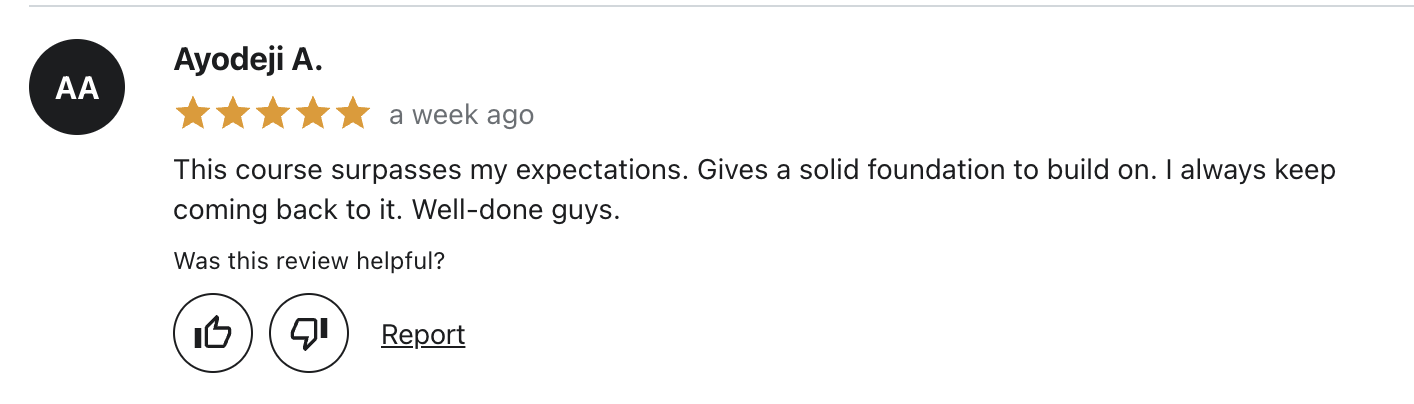 AA
Ayodeji A.
a week ago
This course surpasses my expectations. Gives a solid foundation to build on. I always keep
coming back to it. Well-done guys.
Was this review helpful?
Report